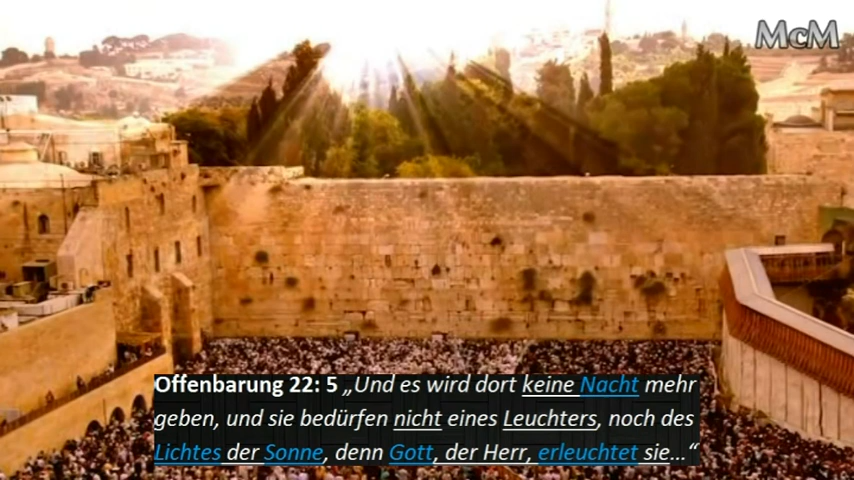 McM
Offenbarung 22: 5 „Und es wird dort keine Nacht mehr
geben, und sie bedürfen nicht eines Leuchters, noch des
Lichtes der Sonne, denn Gott, der Herr, erleuchtet sie…“